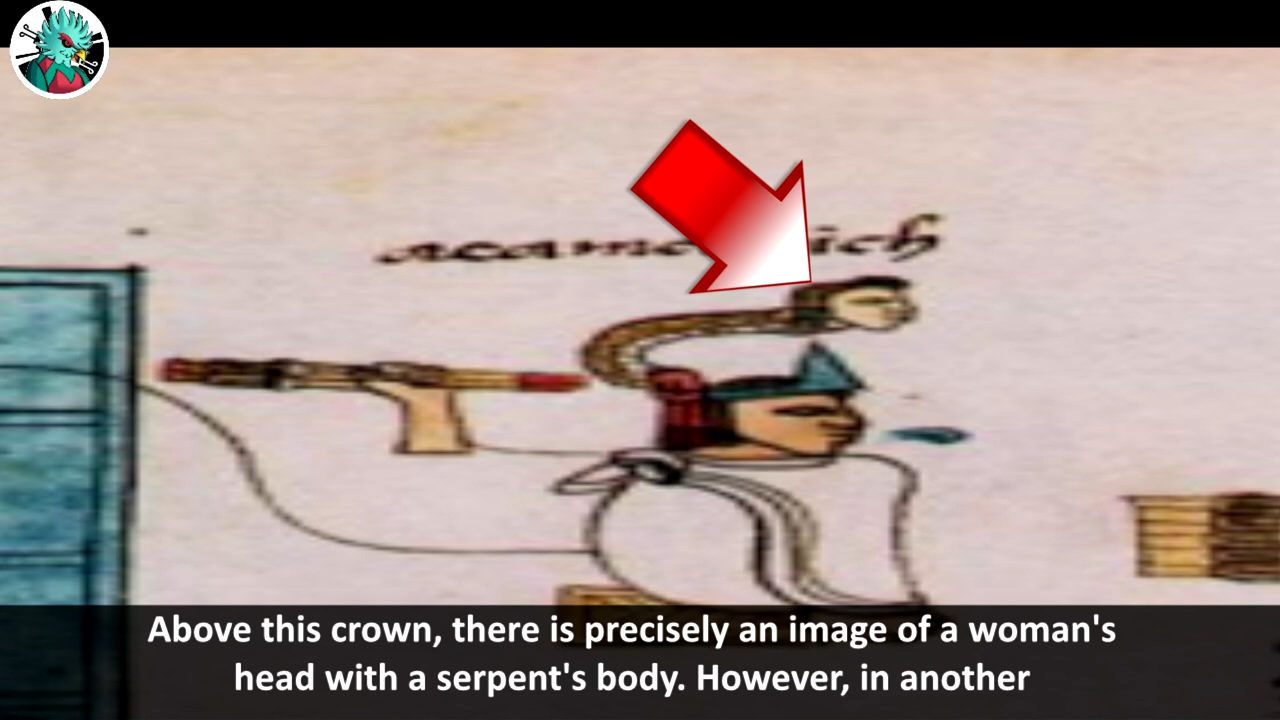 Above this crown, there is precisely an image of a woman's
head with a serpent's body. However, in another